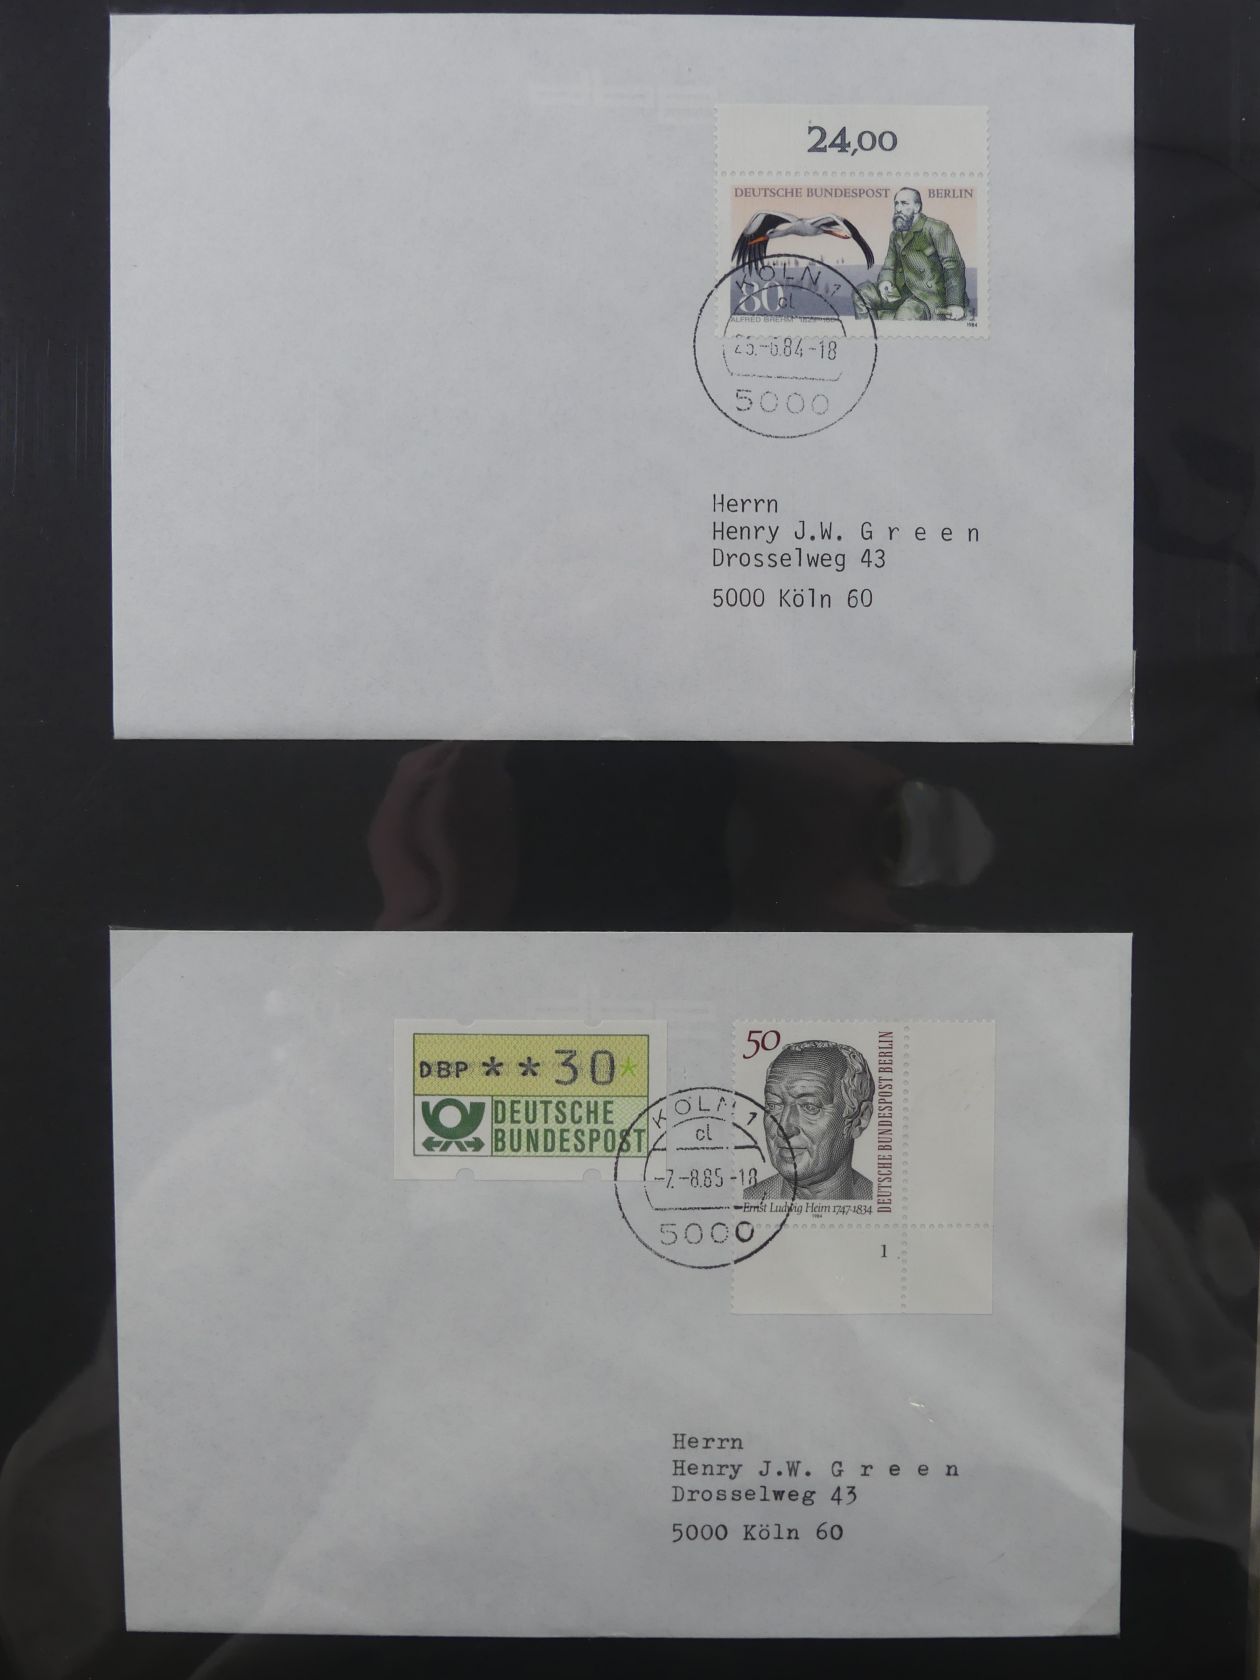 24,00
DEUTSCHE BUNDESPOST BERLIN
80
ALFRED BREHM
1984
KÖLN 1
cl
.84-18
5000
Herrn
Henry J.W. G r e e n
Drosselweg 43
5000 Köln 60
DBP **30*
DEUTSCHE
BUNDESPOST
50
DEUTSCHE BUNDESPOST BERLIN
Ernst Ludwig Heim 1747-1834
1984
1
KÖLN 1
cl
-7.-8.85-18
5000
Herrn
Henry J.W. G r e e n
Drosselweg 43
5000 Köln 60